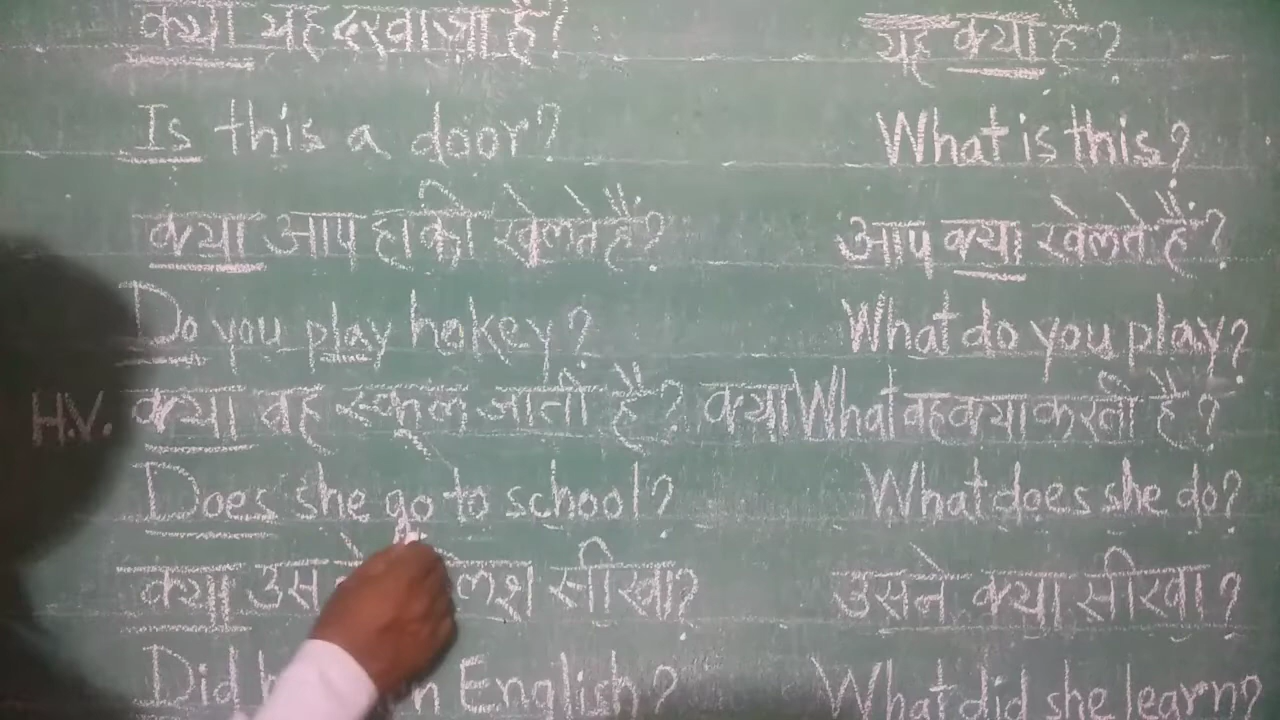 क्या यह दरवाजा है? यह क्या है?
Is this a door? What is this?
क्या आप हाकी खेलते हैं? आप क्या खेलते हैं?
Do you play hokey? What do you play?
H.V. क्या वह स्कूल जाती है? क्या What वह क्या करती है?
Does she go to school? What does she do?
क्या उस सीखा? उसने क्या सीखा?
Did English? What did she learn?